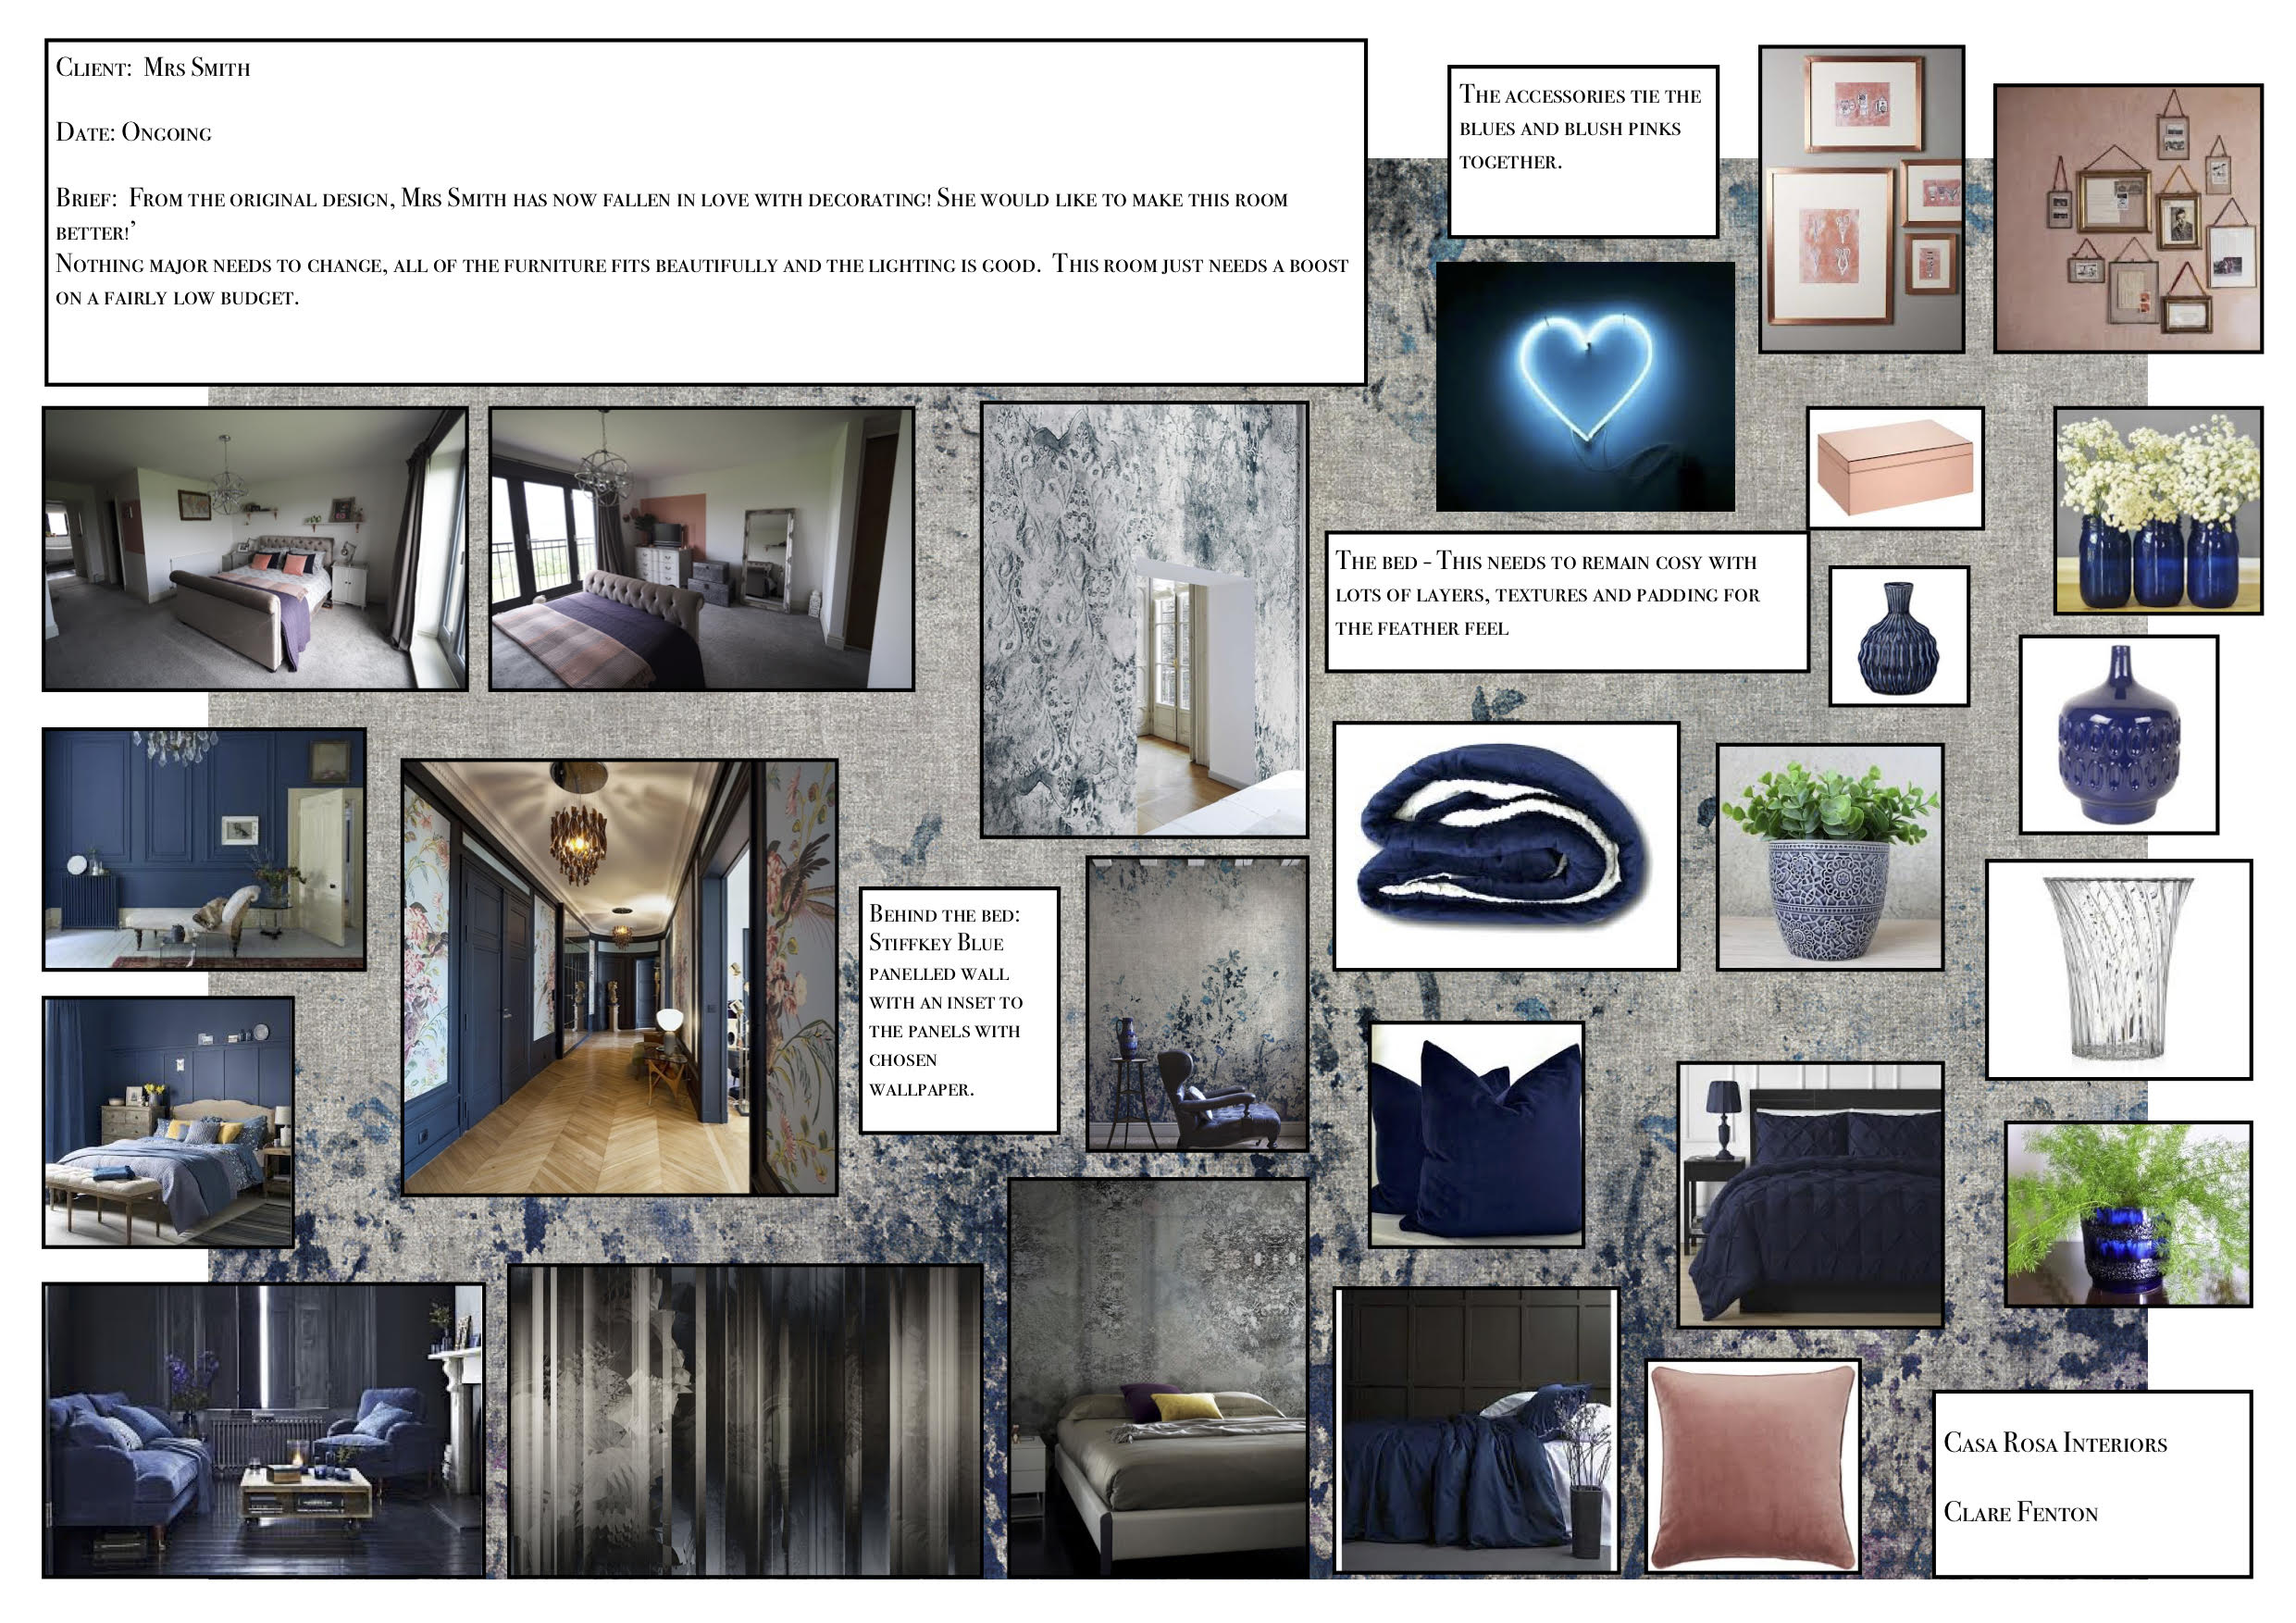 Client:  Mrs Smith
Date: Ongoing
Brief:  From the original design, Mrs Smith has now fallen in love with decorating! She would like to make this room
better!’
Nothing major needs to change, all of the furniture fits beautifully and the lighting is good.  This room just needs a boost
on a fairly low budget.
The accessories tie the
blues and blush pinks
together.
The bed - This needs to remain cosy with
lots of layers, textures and padding for
the feather feel
Behind the bed:
Stiffkey Blue
panelled wall
with an inset to
the panels with
chosen
wallpaper.
Casa Rosa Interiors
Clare Fenton